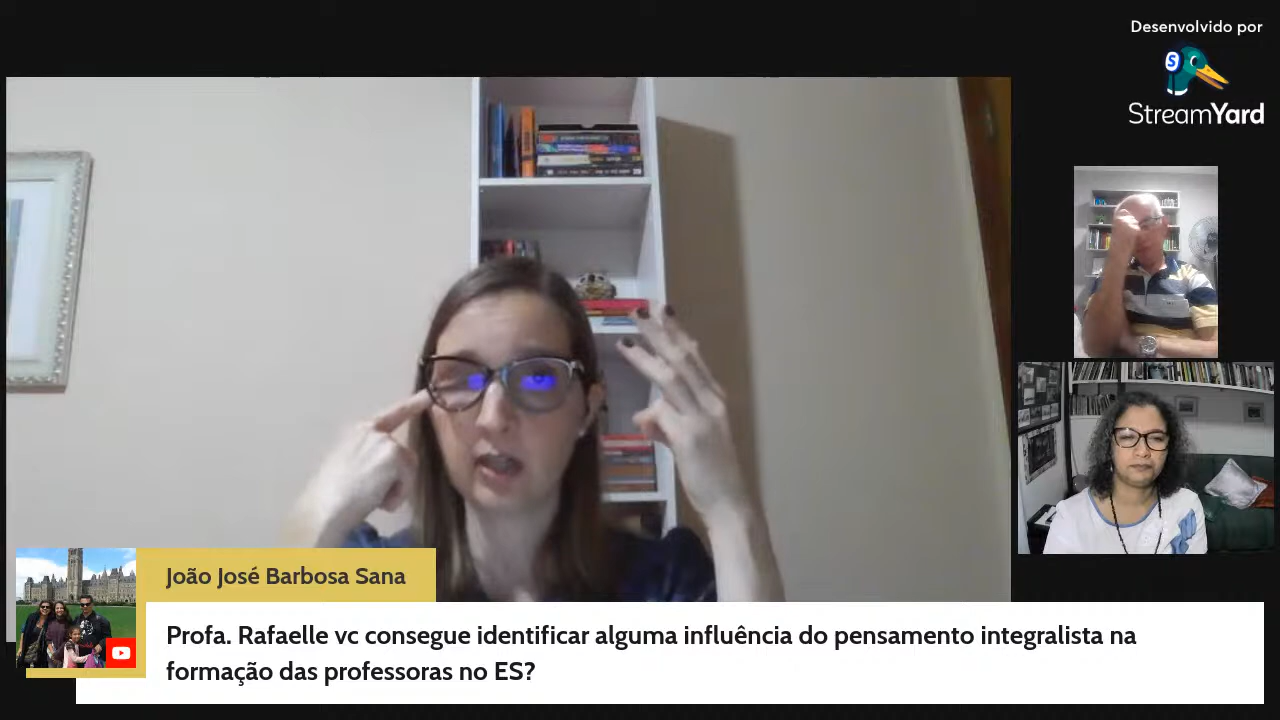 Desenvolvido por
StreamYard
João José Barbosa Sana
Profa. Rafaelle vc consegue identificar alguma influência do pensamento integralista na
formação das professoras no ES?